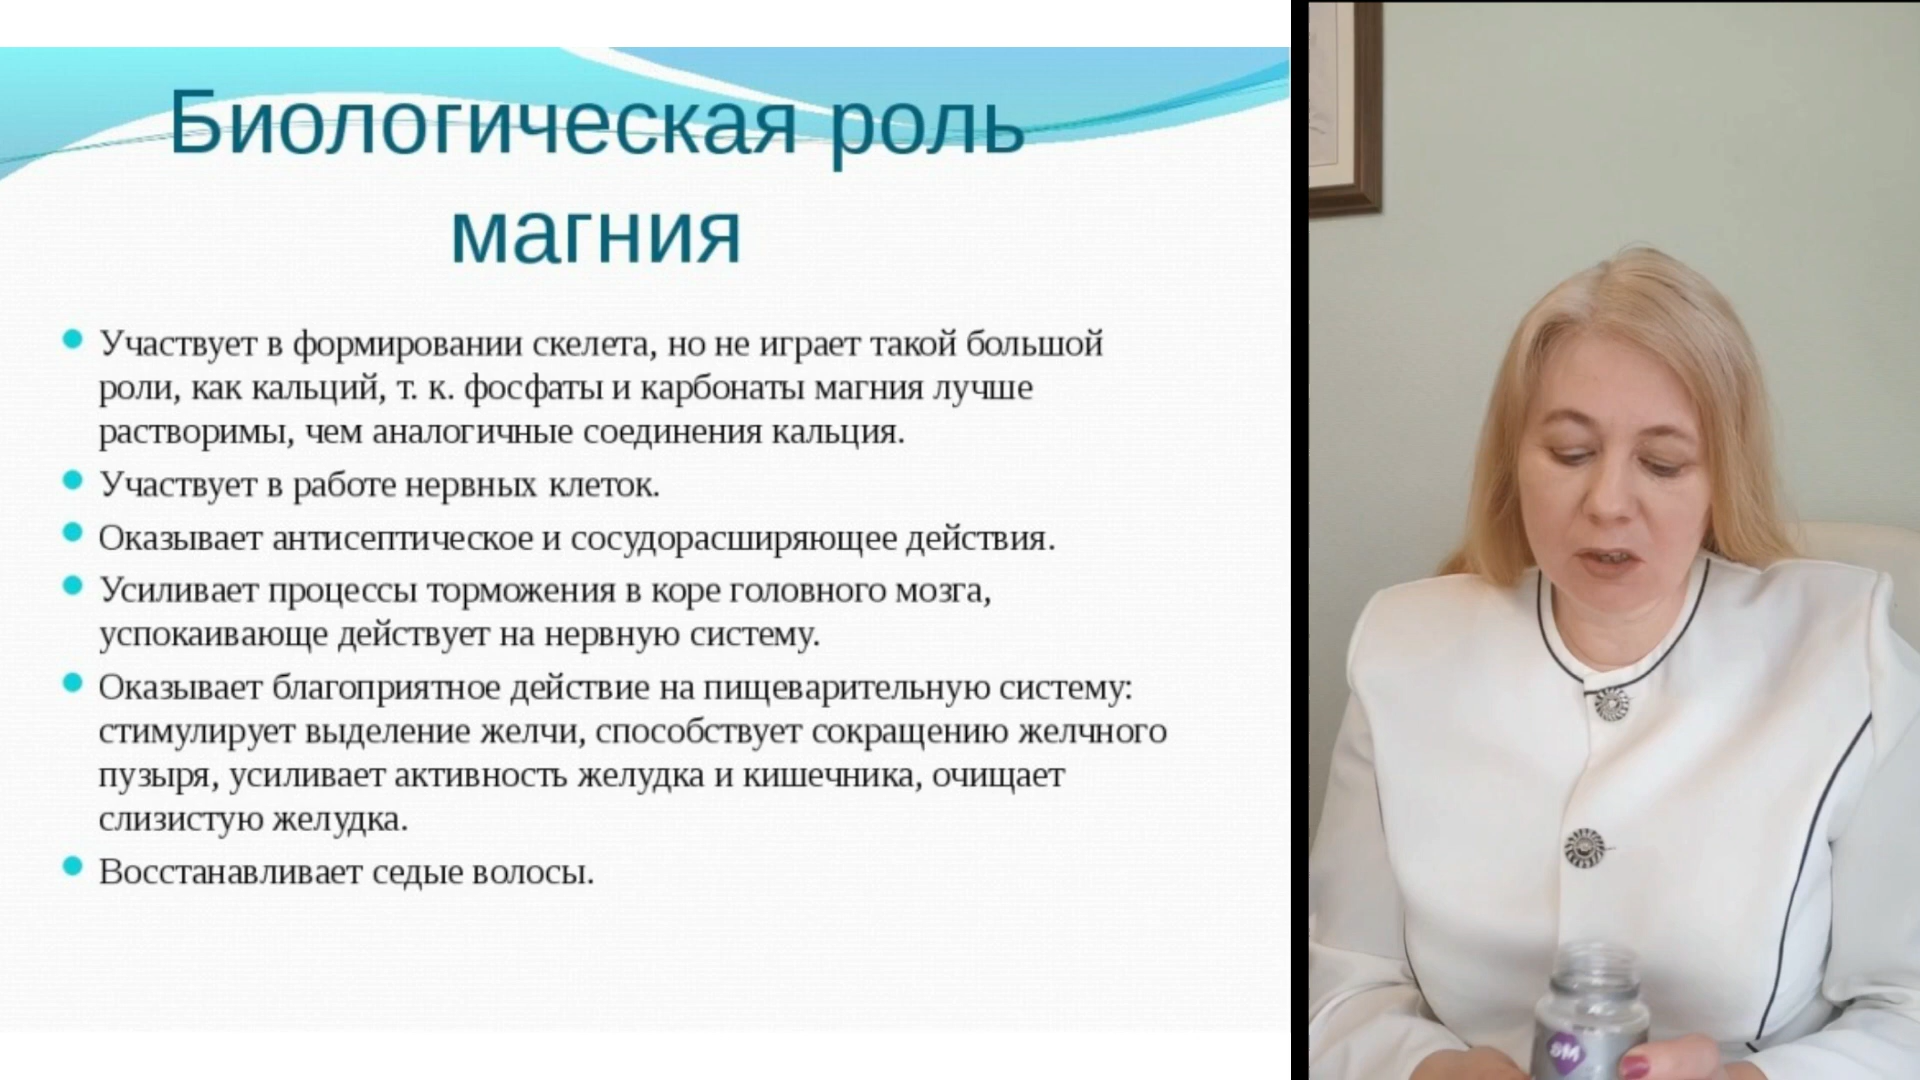 Биологическая роль
магния
Участвует в формировании скелета, но не играет такой большой
роли, как кальций, т. к. фосфаты и карбонаты магния лучше
растворимы, чем аналогичные соединения кальция.
Участвует в работе нервных клеток.
Оказывает антисептическое и сосудорасширяющее действия.
Усиливает процессы торможения в коре головного мозга,
успокаивающе действует на нервную систему.
Оказывает благоприятное действие на пищеварительную систему:
стимулирует выделение желчи, способствует сокращению желчного
пузыря, усиливает активность желудка и кишечника, очищает
слизистую желудка.
Восстанавливает седые волосы.